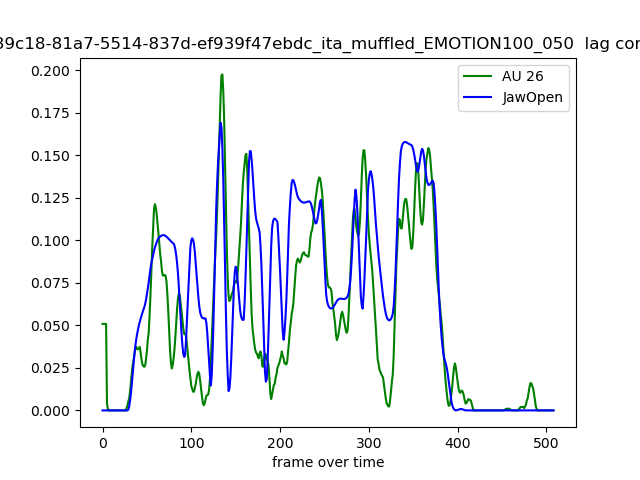 39c18-81a7-5514-837d-ef939f47ebdc_ita_muffled_EMOTION100_050 lag cor
AU 26
JawOpen
0.200
0.175
0.150
0.125
0.100
0.075
0.050
0.025
0.000
0 100 200 300 400 500
frame over time